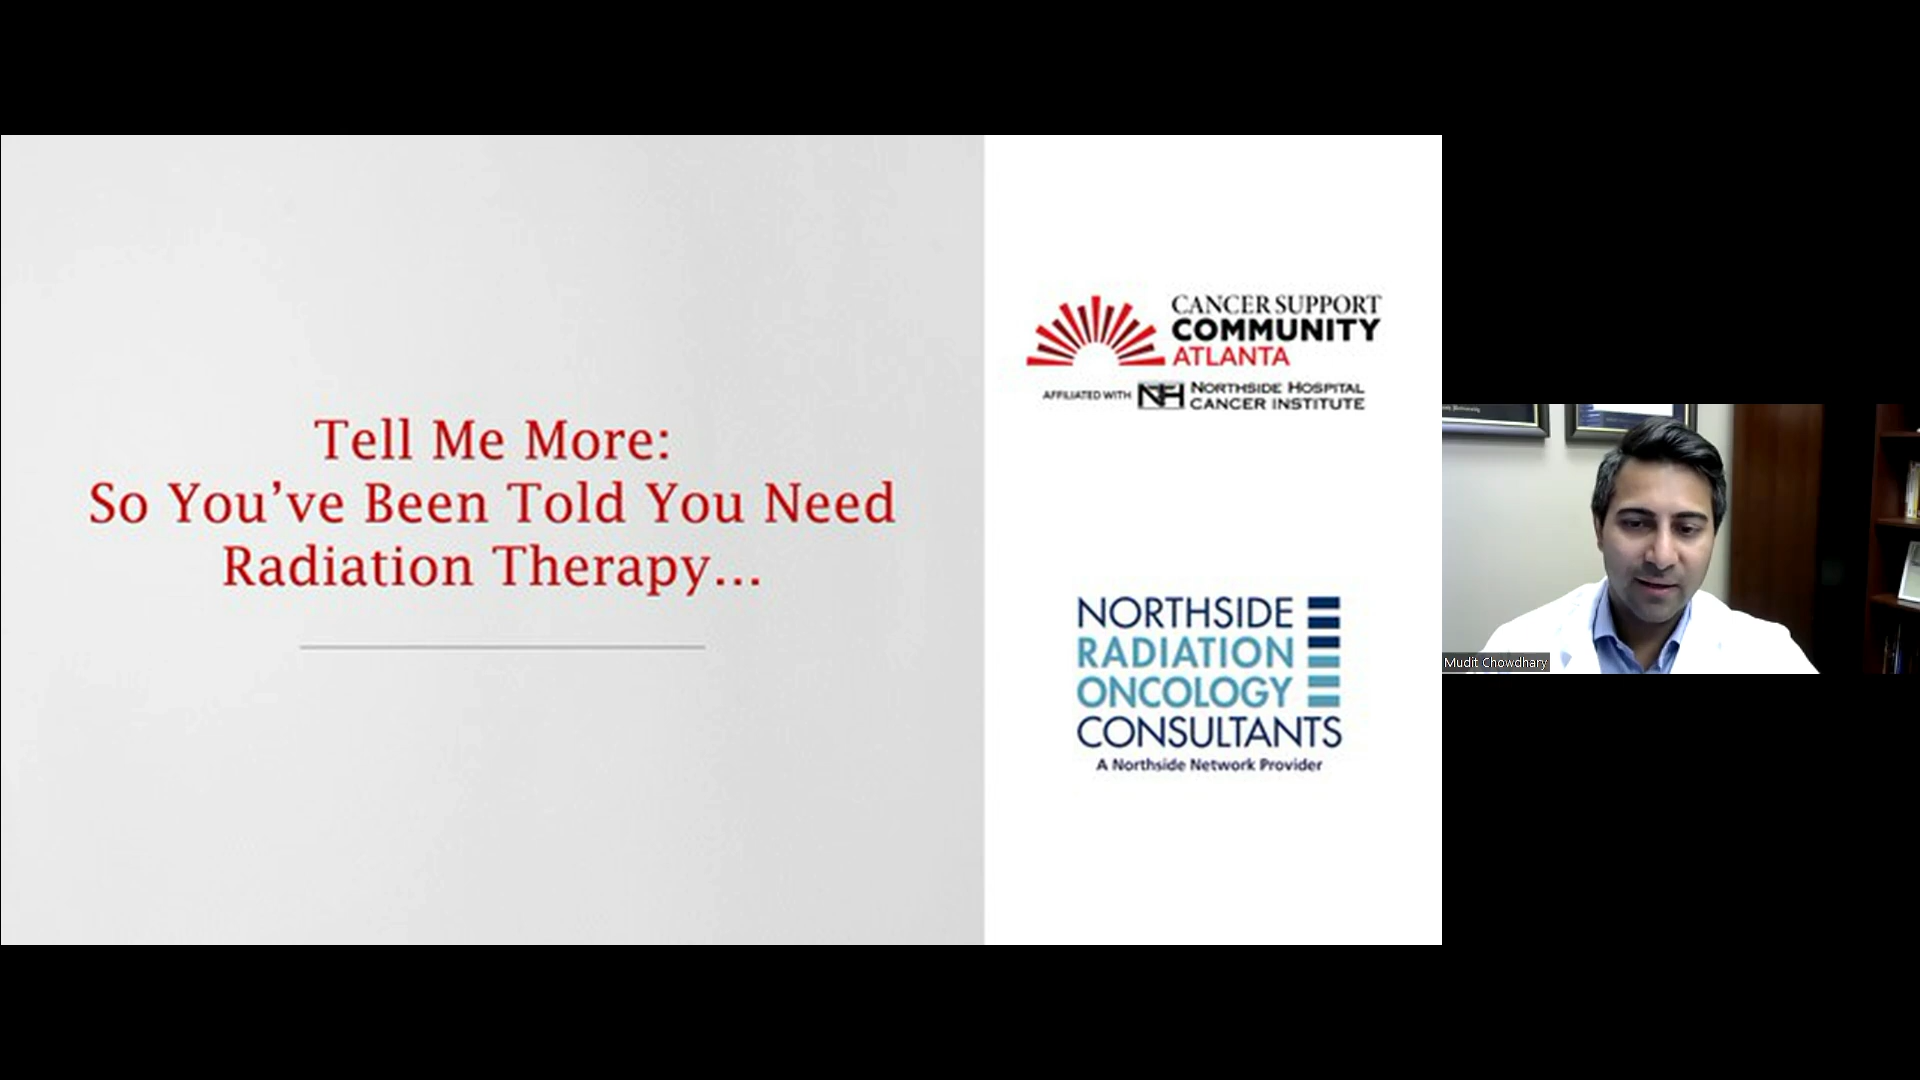 Tell Me More:
So You’ve Been Told You Need
Radiation Therapy...
CANCER SUPPORT
COMMUNITY
ATLANTA
AFFILIATED WITH NH NORTHSIDE HOSPITAL
CANCER INSTITUTE
NORTHSIDE
RADIATION
ONCOLOGY
CONSULTANTS
A Northside Network Provider
Mudit Chowdhary